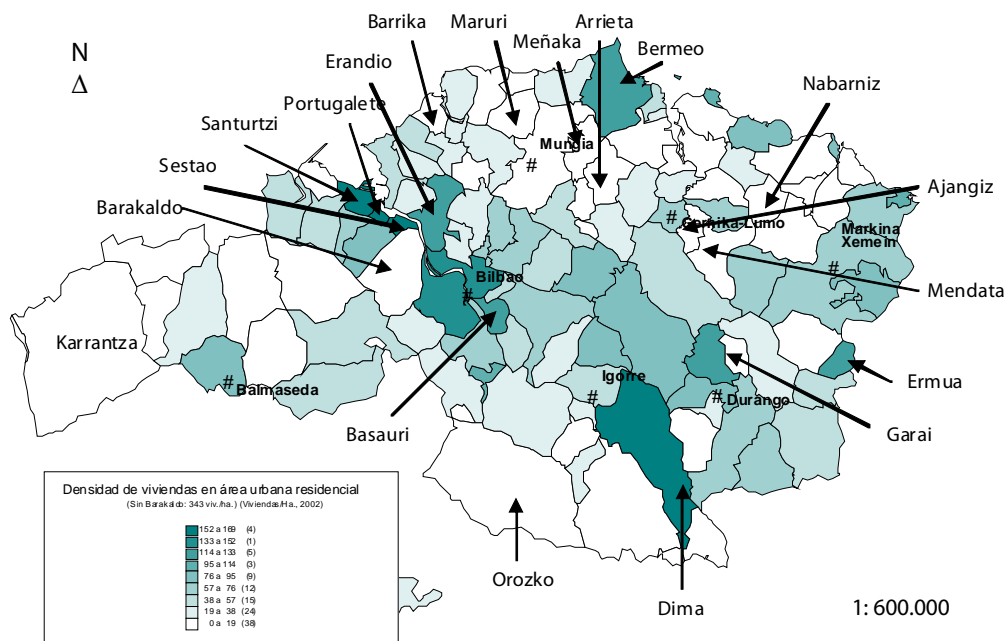 N
Δ
Barrika
Maruri
Arrieta
Meñaka
Bermeo
Erandio
Nabarniz
Portugalete
Santurtzi
Mungia
#
Sestao
Ajangiz
Barakaldo
#
Gernika-Lumo
Markina
Xemein
#
Bilbao
#
Mendata
Karrantza
#
Balmaseda
Igorre
#
#
Durango
Ermua
Basauri
Garai
Densidad de viviendas en área urbana residencial
(Sin Barakaldo: 343 viv./ha.) (Viviendas/Ha., 2002)
152 a 169 (4)
133 a 152 (1)
114 a 133 (5)
95 a 114 (3)
76 a 95 (9)
57 a 76 (12)
38 a 57 (15)
19 a 38 (24)
0 a 19 (38)
Orozko
Dima
1: 600.000